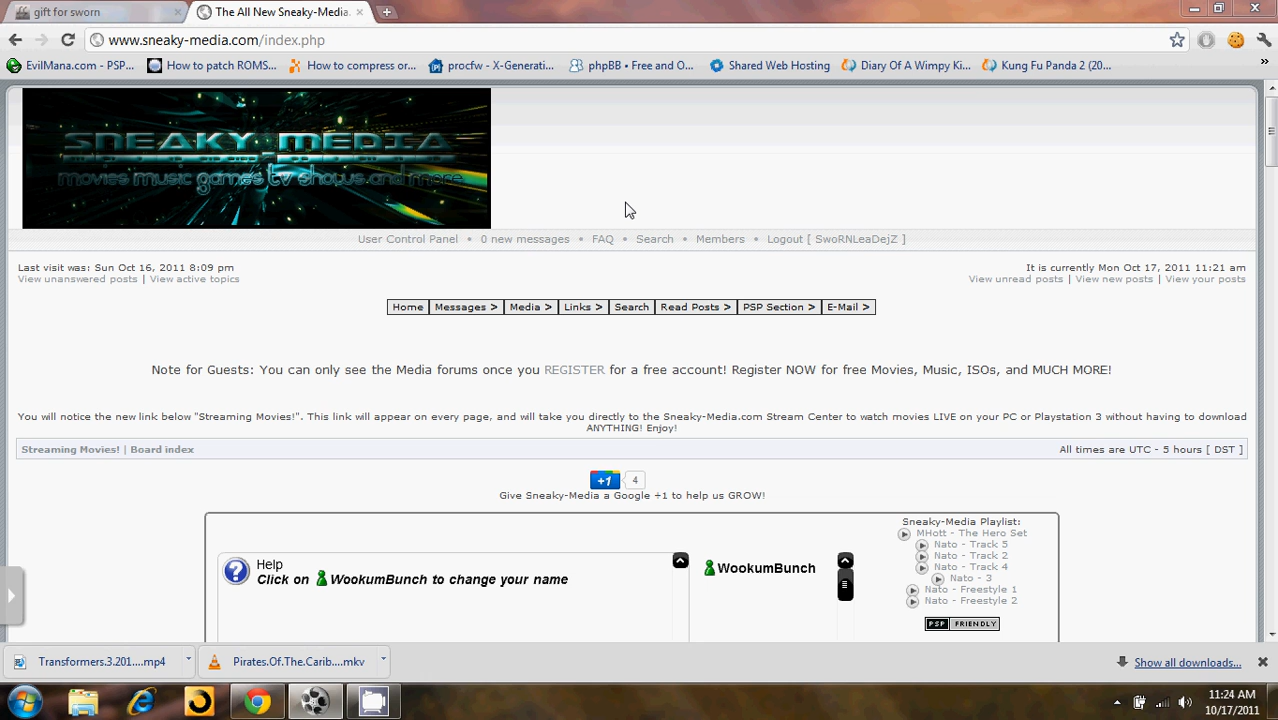 gift for sworn
The All New Sneaky-Media.
www.sneaky-media.com/index.php
EvilMana.com - PSP...
How to patch ROMS...
How to compress or...
procfw - X-Generati...
phpBB • Free and O...
Shared Web Hosting
Diary Of A Wimpy Ki...
Kung Fu Panda 2 (20...
SNEAKY-MEDIA
movies music games tv shows and more
User Control Panel • 0 new messages • FAQ • Search • Members • Logout [ SwoRNLeaDejZ ]
Last visit was: Sun Oct 16, 2011 8:09 pm
It is currently Mon Oct 17, 2011 11:21 am
View unanswered posts | View active topics
View unread posts | View new posts | View your posts
Home Messages > Media > Links > Search Read Posts > PSP Section > E-Mail >
Note for Guests: You can only see the Media forums once you REGISTER for a free account! Register NOW for free Movies, Music, ISOs, and MUCH MORE!
You will notice the new link below "Streaming Movies!". This link will appear on every page, and will take you directly to the Sneaky-Media.com Stream Center to watch movies LIVE on your PC or Playstation 3 without having to download
ANYTHING! Enjoy!
Streaming Movies! | Board index
All times are UTC - 5 hours [ DST ]
+1 4
Give Sneaky-Media a Google +1 to help us GROW!
Help
Click on WookumBunch to change your name
WookumBunch
Sneaky-Media Playlist:
MHott - The Hero Set
Nato - Track 5
Nato - Track 2
Nato - Track 4
Nato - 3
Nato - Freestyle 1
Nato - Freestyle 2
PSP FRIENDLY
Transformers.3.201....mp4
Pirates.Of.The.Carib....mkv
Show all downloads...
11:24 AM
10/17/2011